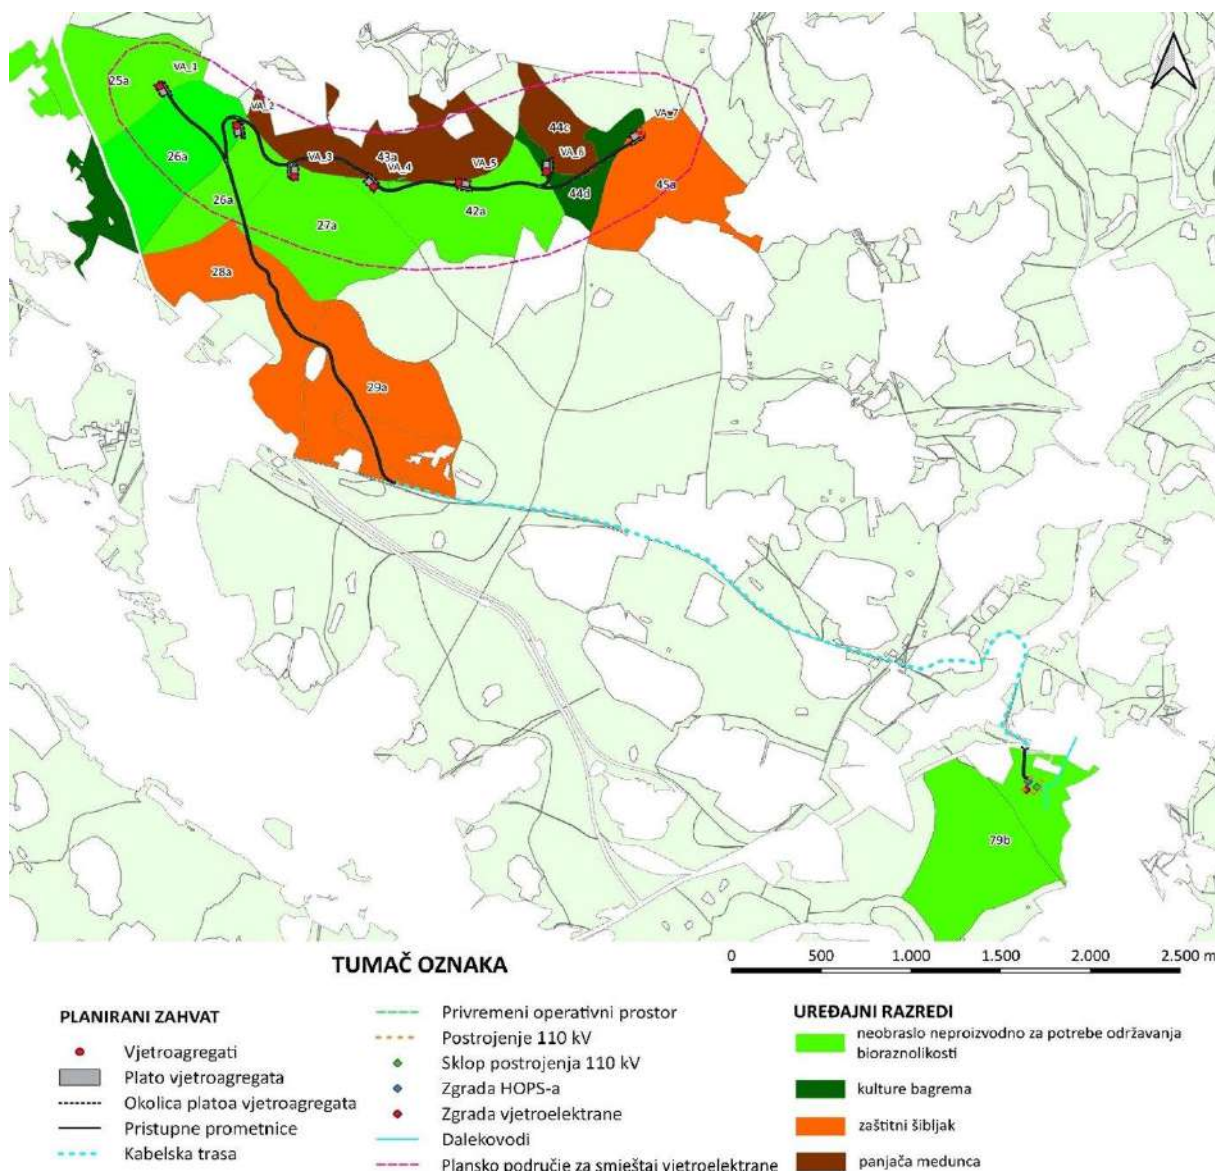 VA_1
25a
VA_2
26a
VA_3
43a
VA_4
VA_5
44c
VA_6
VA_7
26a
27a
42a
44d
45a
28a
29a
79b
TUMAČ OZNAKA
0 500 1.000 1.500 2.000 2.500 m
PLANIRANI ZAHVAT
Vjetroagregati
Plato vjetroagregata
Okolica platoa vjetroagregata
Pristupne prometnice
Kabelska trasa
Privremeni operativni prostor
Postrojenje 110 kV
Sklop postrojenja 110 kV
Zgrada HOPS-a
Zgrada vjetroelektrane
Dalekovodi
Plansko područje za smještaj vjetroelektrane
UREĐAJNI RAZREDI
neobraslo neproizvodno za potrebe održavanja
bioraznolikosti
kulture bagrema
zaštitni šibljak
panjača medunca